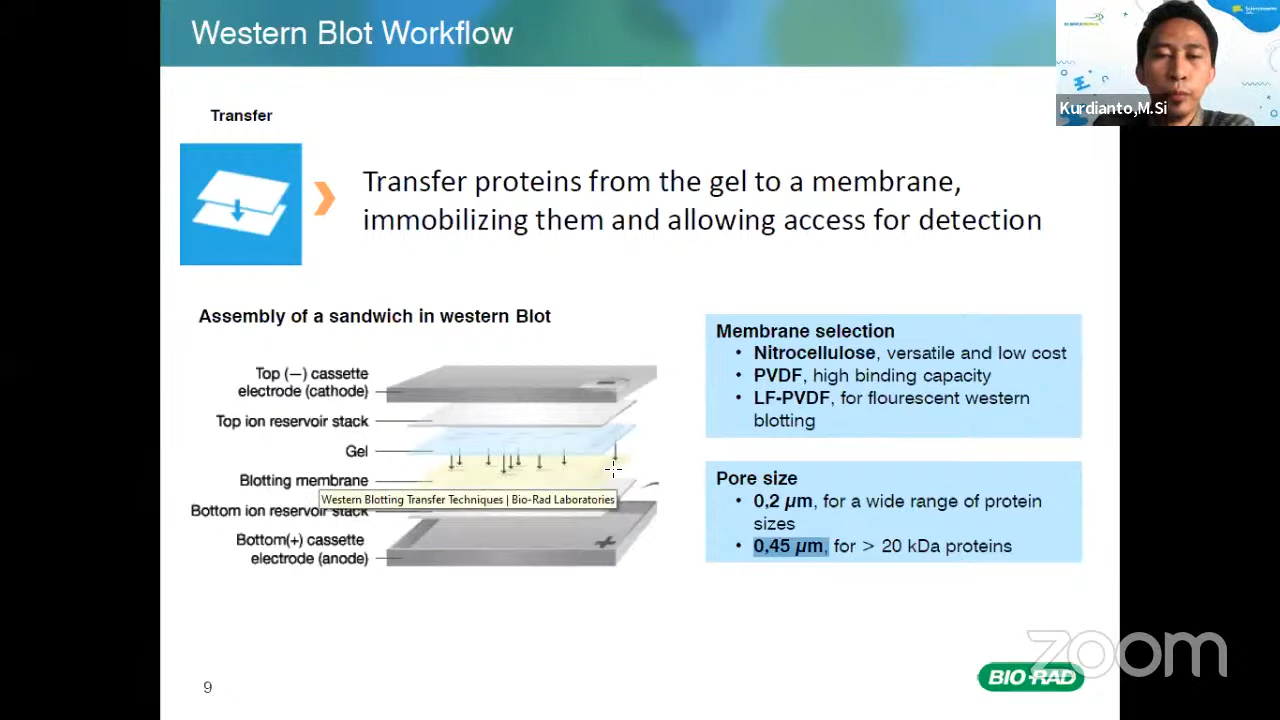 Western Blot Workflow
Kurdianto,M.Si
Transfer
Transfer proteins from the gel to a membrane,
immobilizing them and allowing access for detection
Assembly of a sandwich in western Blot
Top (—) cassette
electrode (cathode)
Top ion reservoir stack
Gel
Blotting membrane
Western Blotting Transfer Techniques | Bio-Rad Laboratories
Bottom ion reservoir stack
Bottom(+) cassette
electrode (anode)
Membrane selection
• Nitrocellulose, versatile and low cost
• PVDF, high binding capacity
• LF-PVDF, for flourescent western
blotting
Pore size
• 0,2 µm, for a wide range of protein
sizes
• 0,45 µm, for > 20 kDa proteins
zoom
BIO-RAD
9